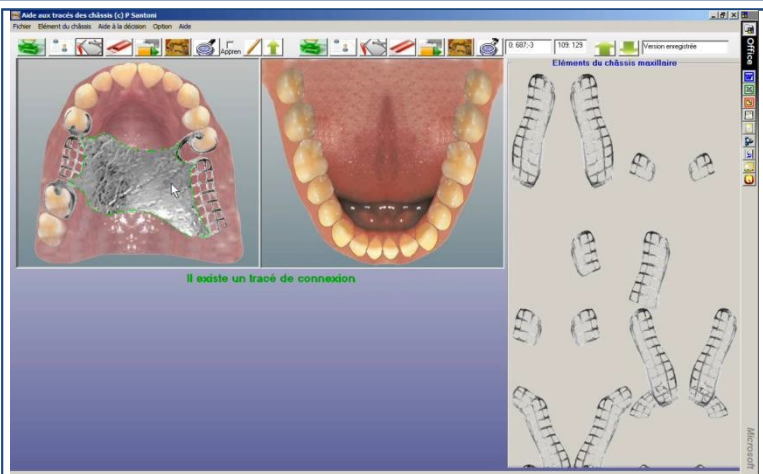 Aide aux tracés des châssis (c) P Santoni
Fichier Elément du châssis Aide à la décision Option Aide
Appren
0: 687;-3
109: 129
Version enregistrée
Office
Eléments du châssis maxillaire
Il existe un tracé de connexion
Microsoft